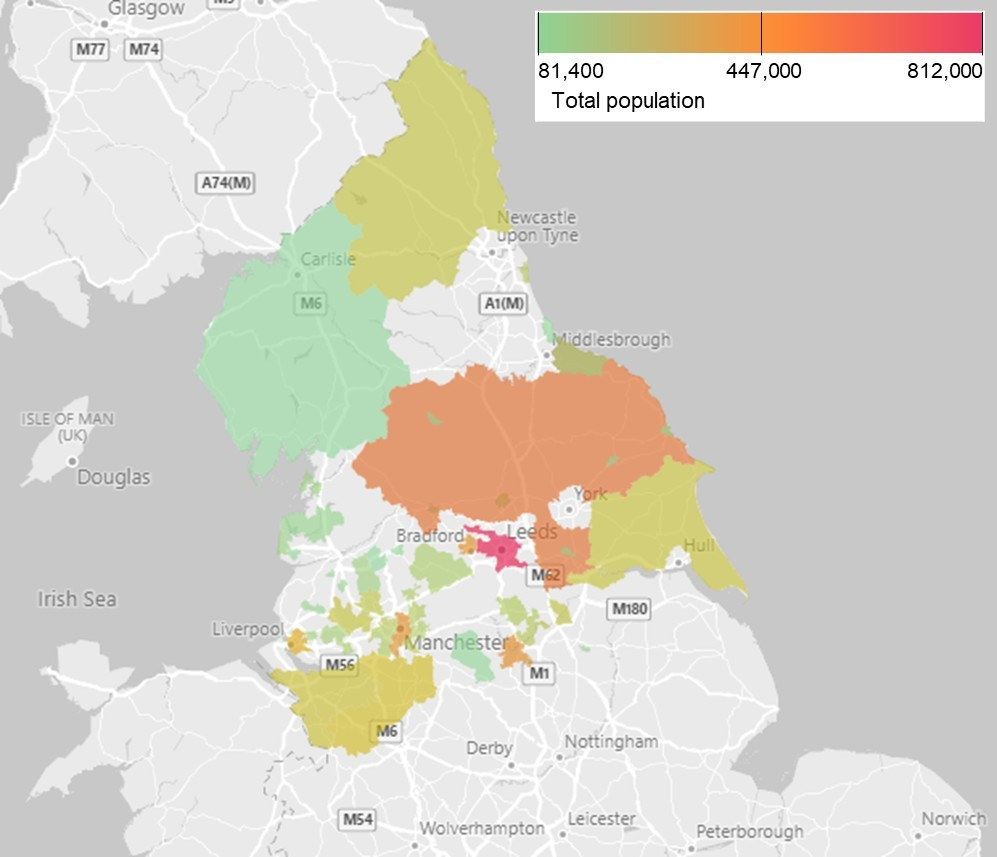 Glasgow
M77
M74
81,400
447,000
812,000
Total population
A74(M)
Newcastle
upon Tyne
Carlisle
M6
A1(M)
Middlesbrough
ISLE OF MAN
(UK)
Douglas
York
Bradford
Leeds
Hull
M62
Irish Sea
M180
Liverpool
Manchester
M56
M1
M6
Derby
Nottingham
M54
Wolverhampton
Leicester
Peterborough
Norwich